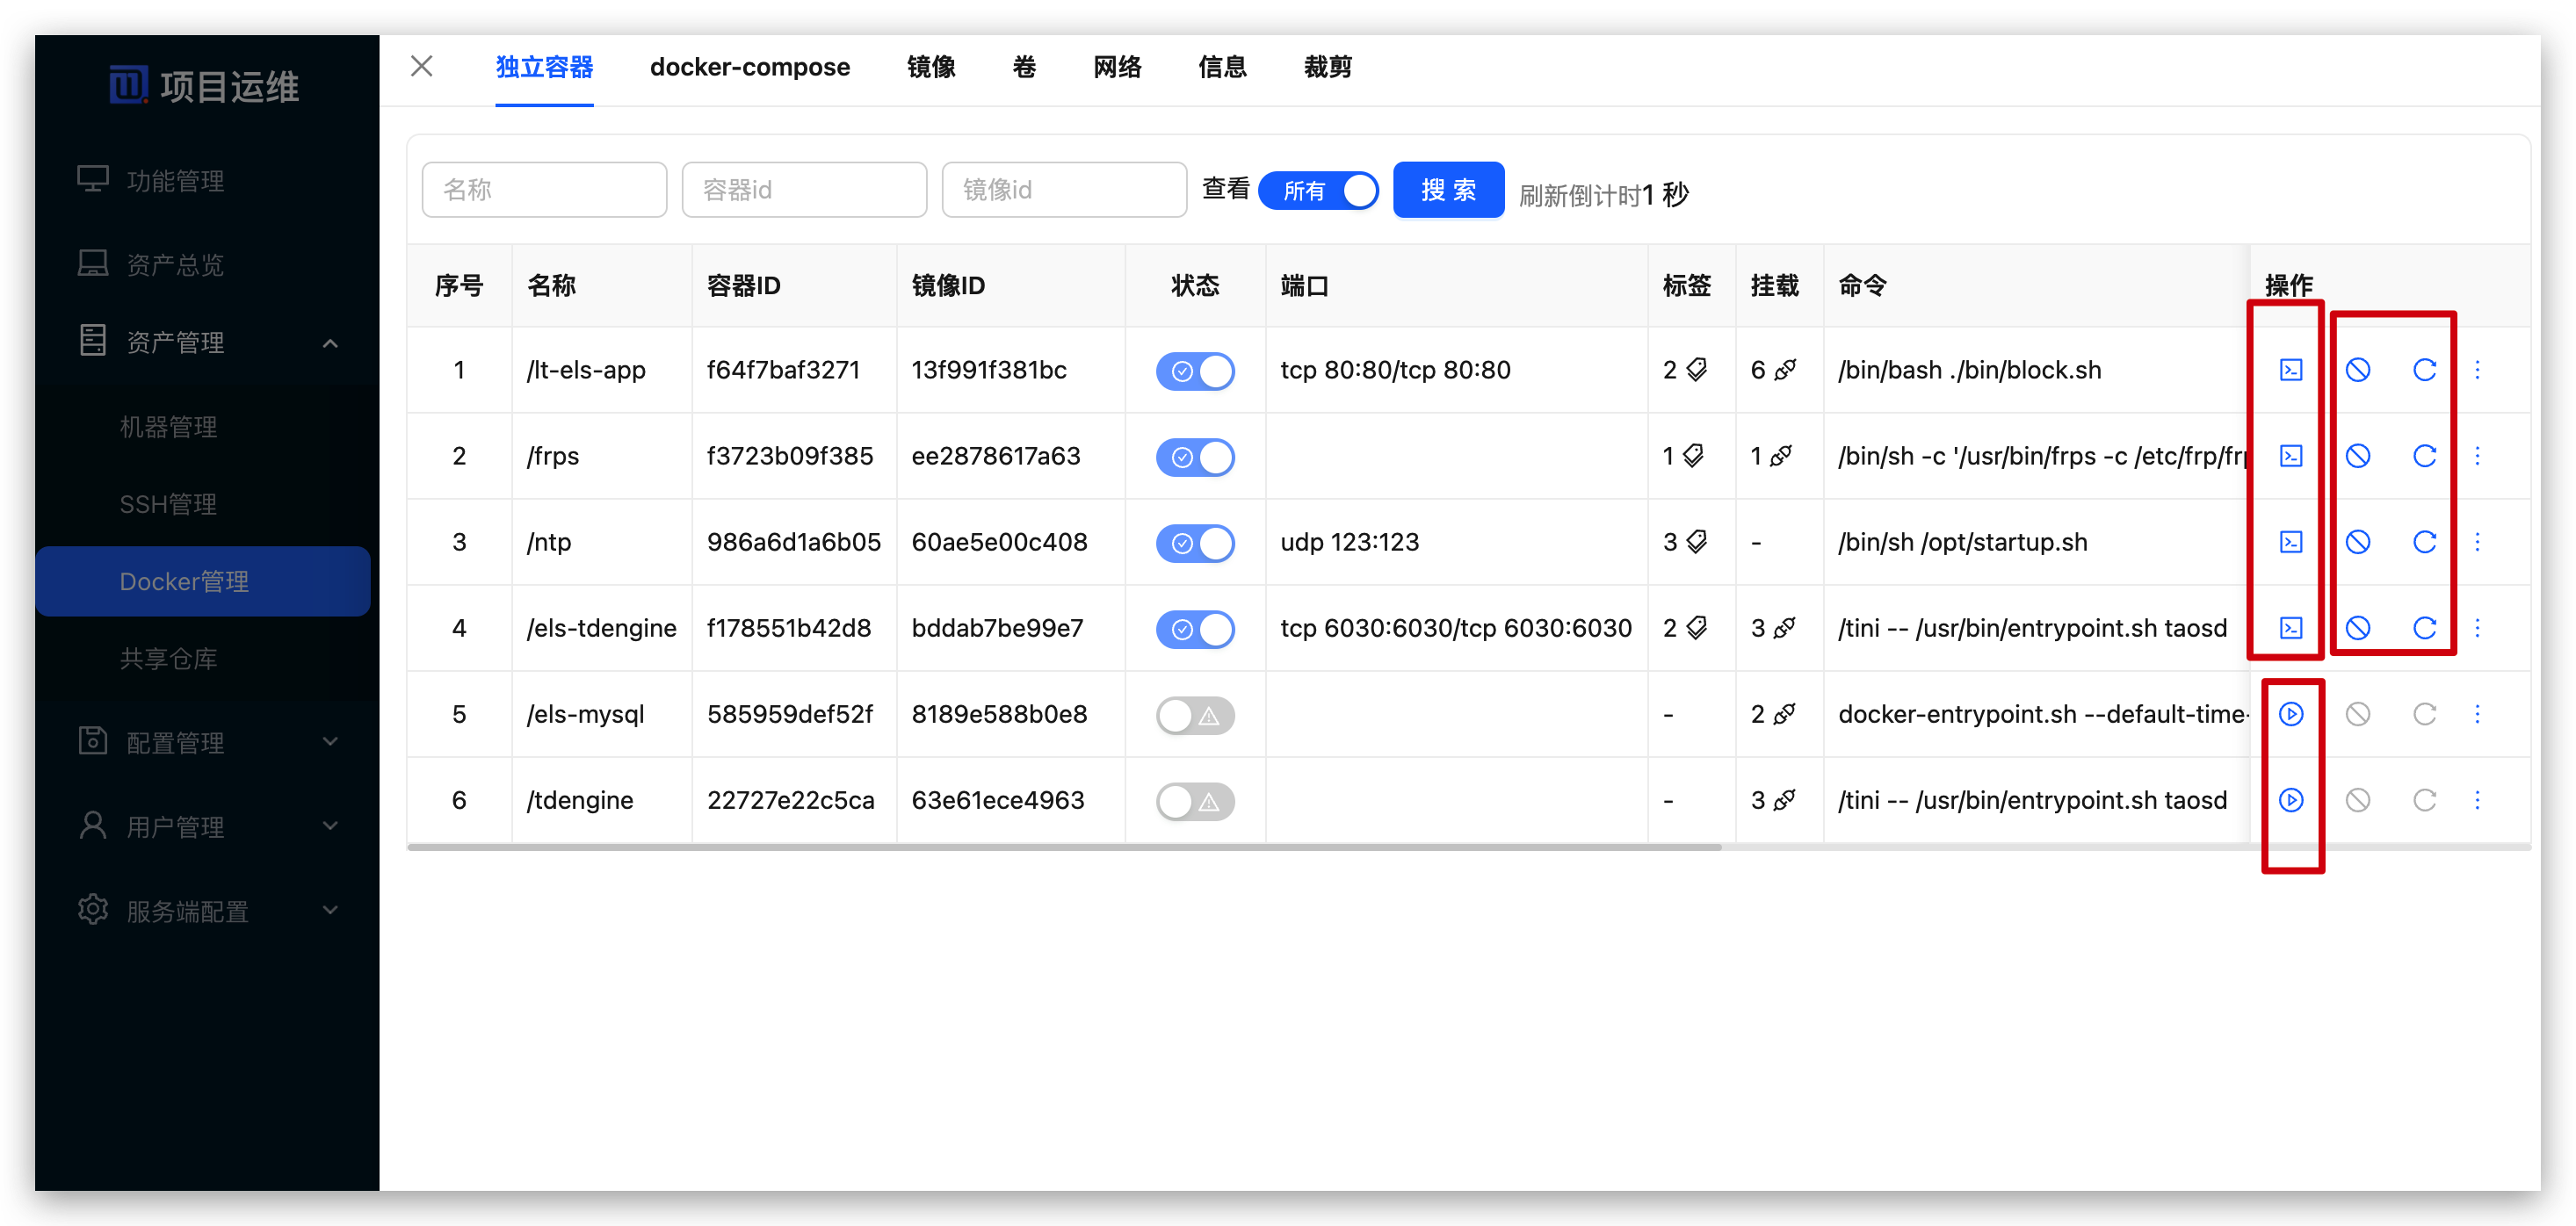 项目运维
功能管理
资产总览
资产管理
机器管理
SSH管理
Docker管理
共享仓库
配置管理
用户管理
服务端配置
独立容器 docker-compose 镜像 卷 网络 信息 裁剪
名称 容器id 镜像id 查看 所有 搜 索 刷新倒计时1 秒
序号 名称 容器ID 镜像ID 状态 端口 标签 挂载 命令 操作
1 /lt-els-app f64f7baf3271 13f991f381bc tcp 80:80/tcp 80:80 2 6 /bin/bash ./bin/block.sh
2 /frps f3723b09f385 ee2878617a63 1 1 /bin/sh -c '/usr/bin/frps -c /etc/frp/frp
3 /ntp 986a6d1a6b05 60ae5e00c408 udp 123:123 3 - /bin/sh /opt/startup.sh
4 /els-tdengine f178551b42d8 bddab7be99e7 tcp 6030:6030/tcp 6030:6030 2 3 /tini -- /usr/bin/entrypoint.sh taosd
5 /els-mysql 585959def52f 8189e588b0e8 - 2 docker-entrypoint.sh --default-time-
6 /tdengine 22727e22c5ca 63e61ece4963 - 3 /tini -- /usr/bin/entrypoint.sh taosd